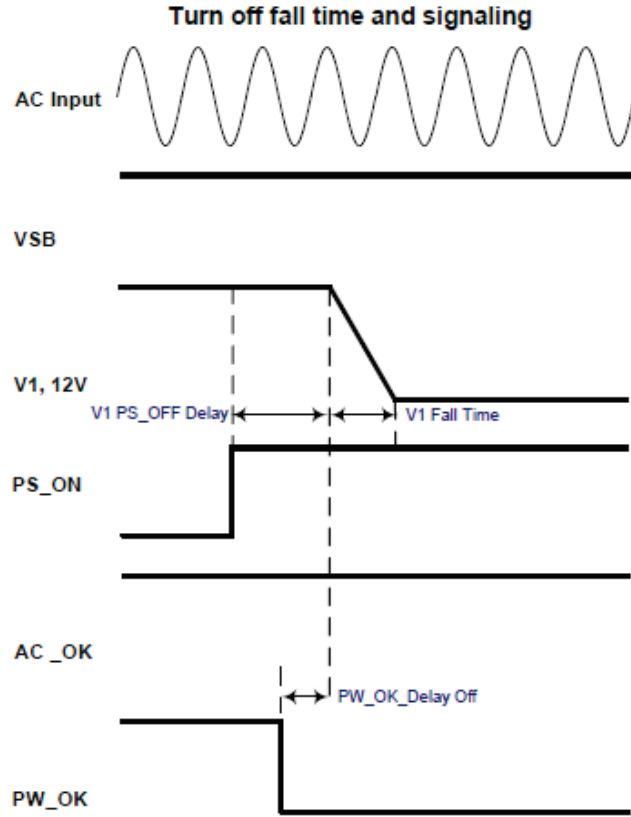 Turn off fall time and signaling
AC Input
VSB
V1, 12V
V1 PS_OFF Delay
V1 Fall Time
PS_ON
AC _OK
PW_OK_Delay Off
PW_OK